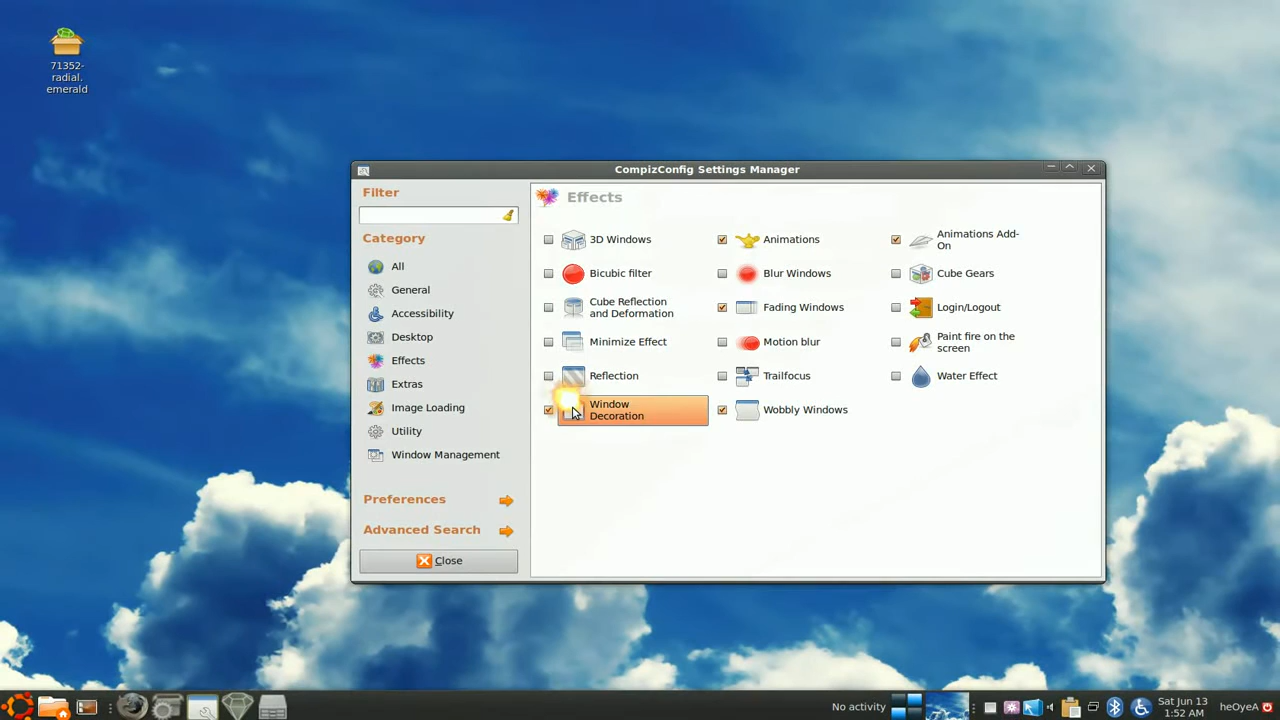 71352-
radial.
emerald
CompizConfig Settings Manager
Filter
Category
All
General
Accessibility
Desktop
Effects
Extras
Image Loading
Utility
Window Management
Preferences
Advanced Search
Close
Effects
3D Windows
Animations
Animations Add-
On
Bicubic filter
Blur Windows
Cube Gears
Cube Reflection
and Deformation
Fading Windows
Login/Logout
Minimize Effect
Motion blur
Paint fire on the
screen
Reflection
Trailfocus
Water Effect
Window
Decoration
Wobbly Windows
No activity
Sat Jun 13
1:52 AM
heOyeA